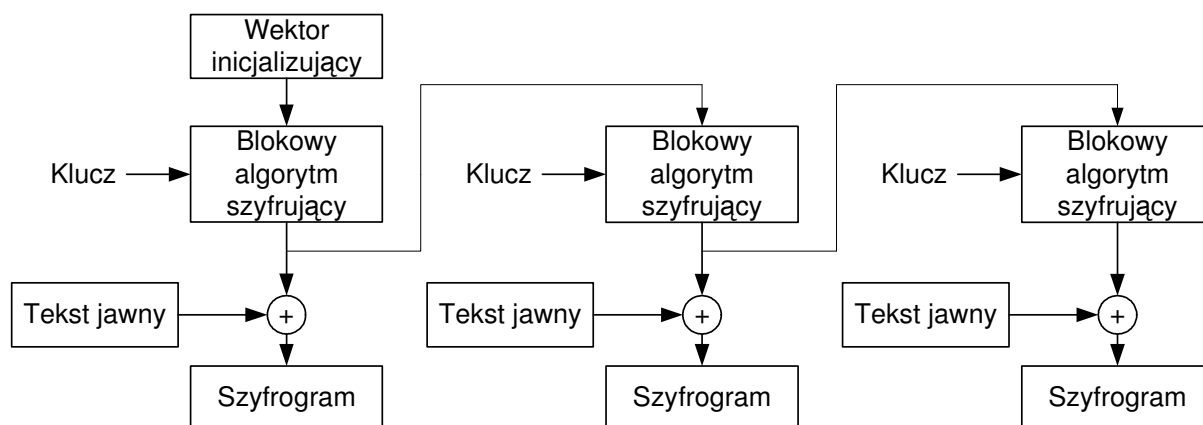 Wektor
inicjalizujący
Klucz
Blokowy
algorytm
szyfrujący
Klucz
Blokowy
algorytm
szyfrujący
Klucz
Blokowy
algorytm
szyfrujący
Tekst jawny
+
Tekst jawny
+
Tekst jawny
+
Szyfrogram
Szyfrogram
Szyfrogram